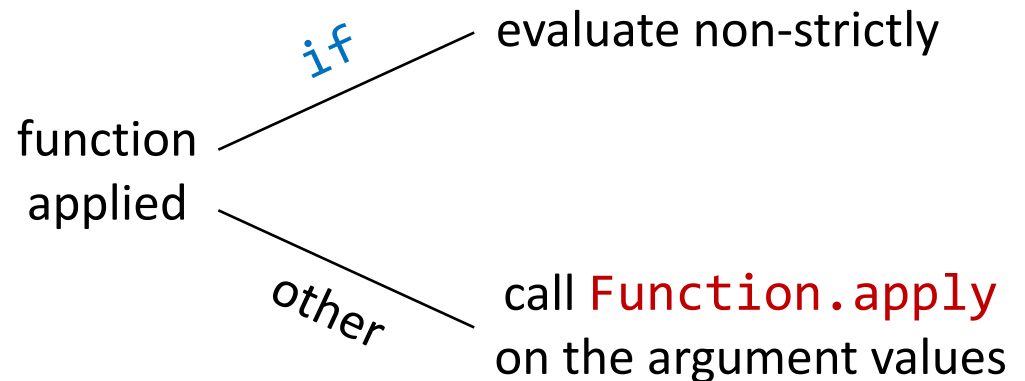 if
evaluate non-strictly
function
applied
other
call Function.apply
on the argument values